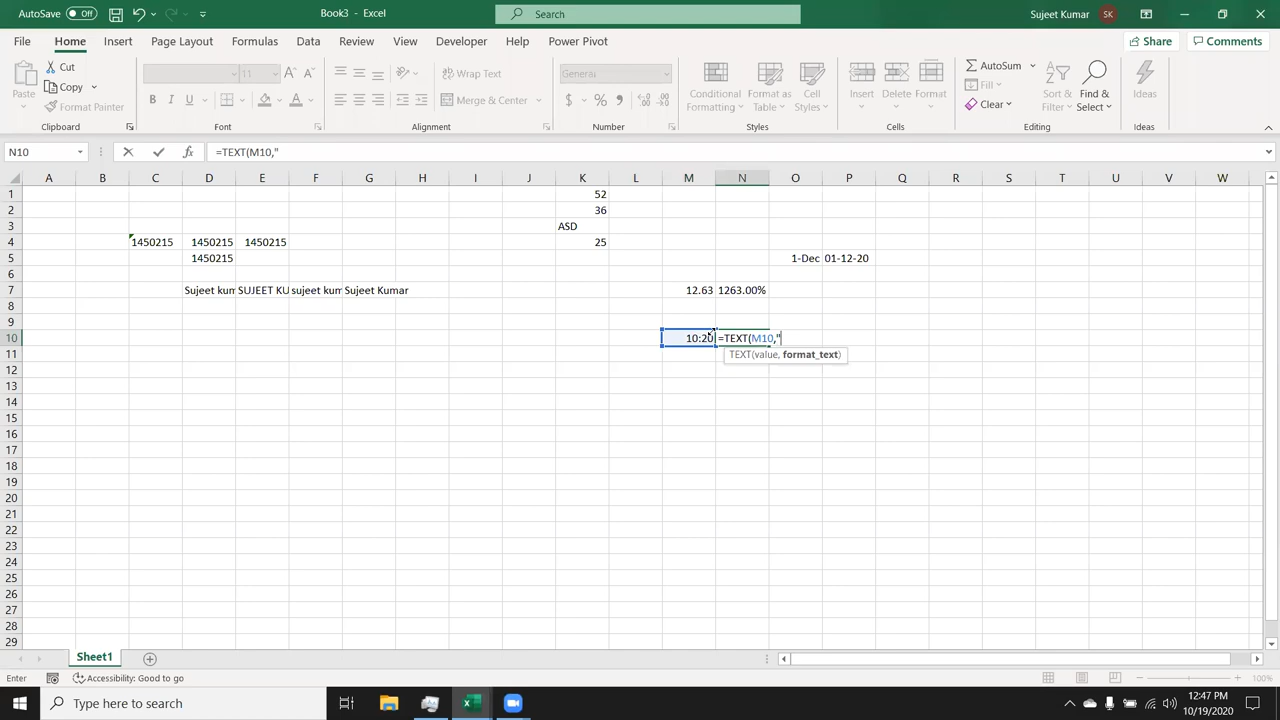 AutoSave Off Book3 - Excel Search Sujeet Kumar SK
File Home Insert Page Layout Formulas Data Review View Developer Help Power Pivot Share Comments
Paste Cut Copy Format Painter
11 A A
B I U A
Wrap Text
Merge & Center
General
$ % ,
Conditional Formatting Format as Table Cell Styles
Insert Delete Format
AutoSum Fill Clear
Sort & Filter Find & Select
Ideas
Clipboard Font Alignment Number Styles Cells Editing Ideas
N10 fx =TEXT(M10,"
A B C D E F G H I J K L M N O P Q R S T U V W
1 52
2 36
3 ASD
4 1450215 1450215 1450215 25
5 1450215 1-Dec 01-12-20
6
7 Sujeet kum SUJEET KU sujeet kum Sujeet Kumar 12.63 1263.00%
8
9
10 10:20 =TEXT(M10,"
11 TEXT(value, format_text)
12
13
14
15
16
17
18
19
20
21
22
23
24
25
26
27
28
29
Sheet1
Enter Accessibility: Good to go 100%
Type here to search 12:47 PM
10/19/2020